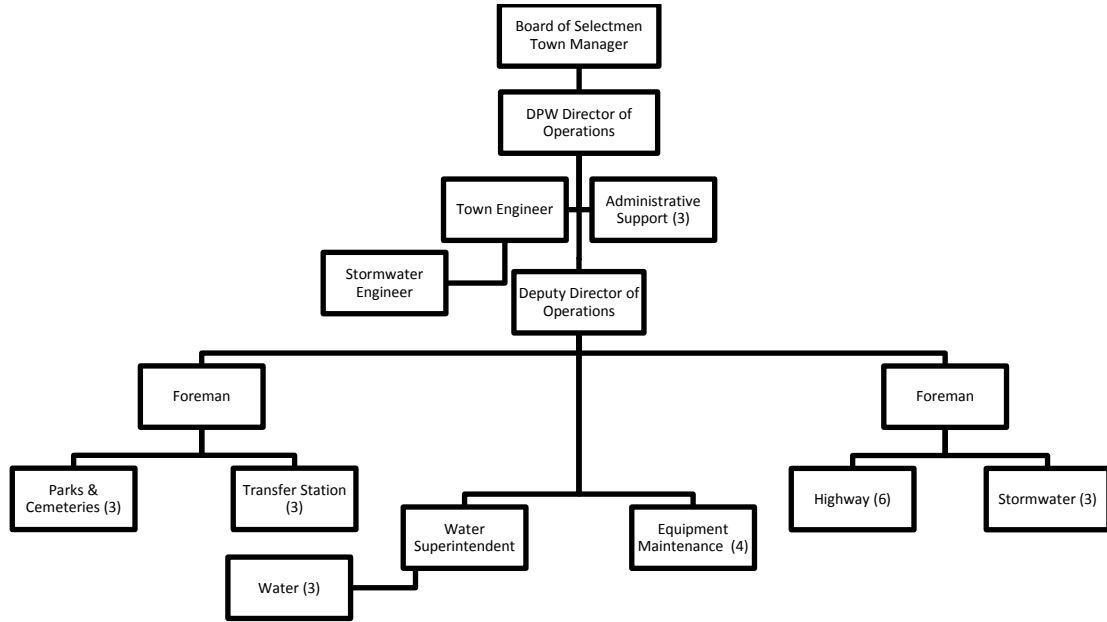 Board of Selectmen
Town Manager
DPW Director of
Operations
Town Engineer
Administrative
Support (3)
Stormwater
Engineer
Deputy Director of
Operations
Foreman
Foreman
Parks &
Cemeteries (3)
Transfer Station
(3)
Highway (6)
Stormwater (3)
Water
Superintendent
Equipment
Maintenance (4)
Water (3)